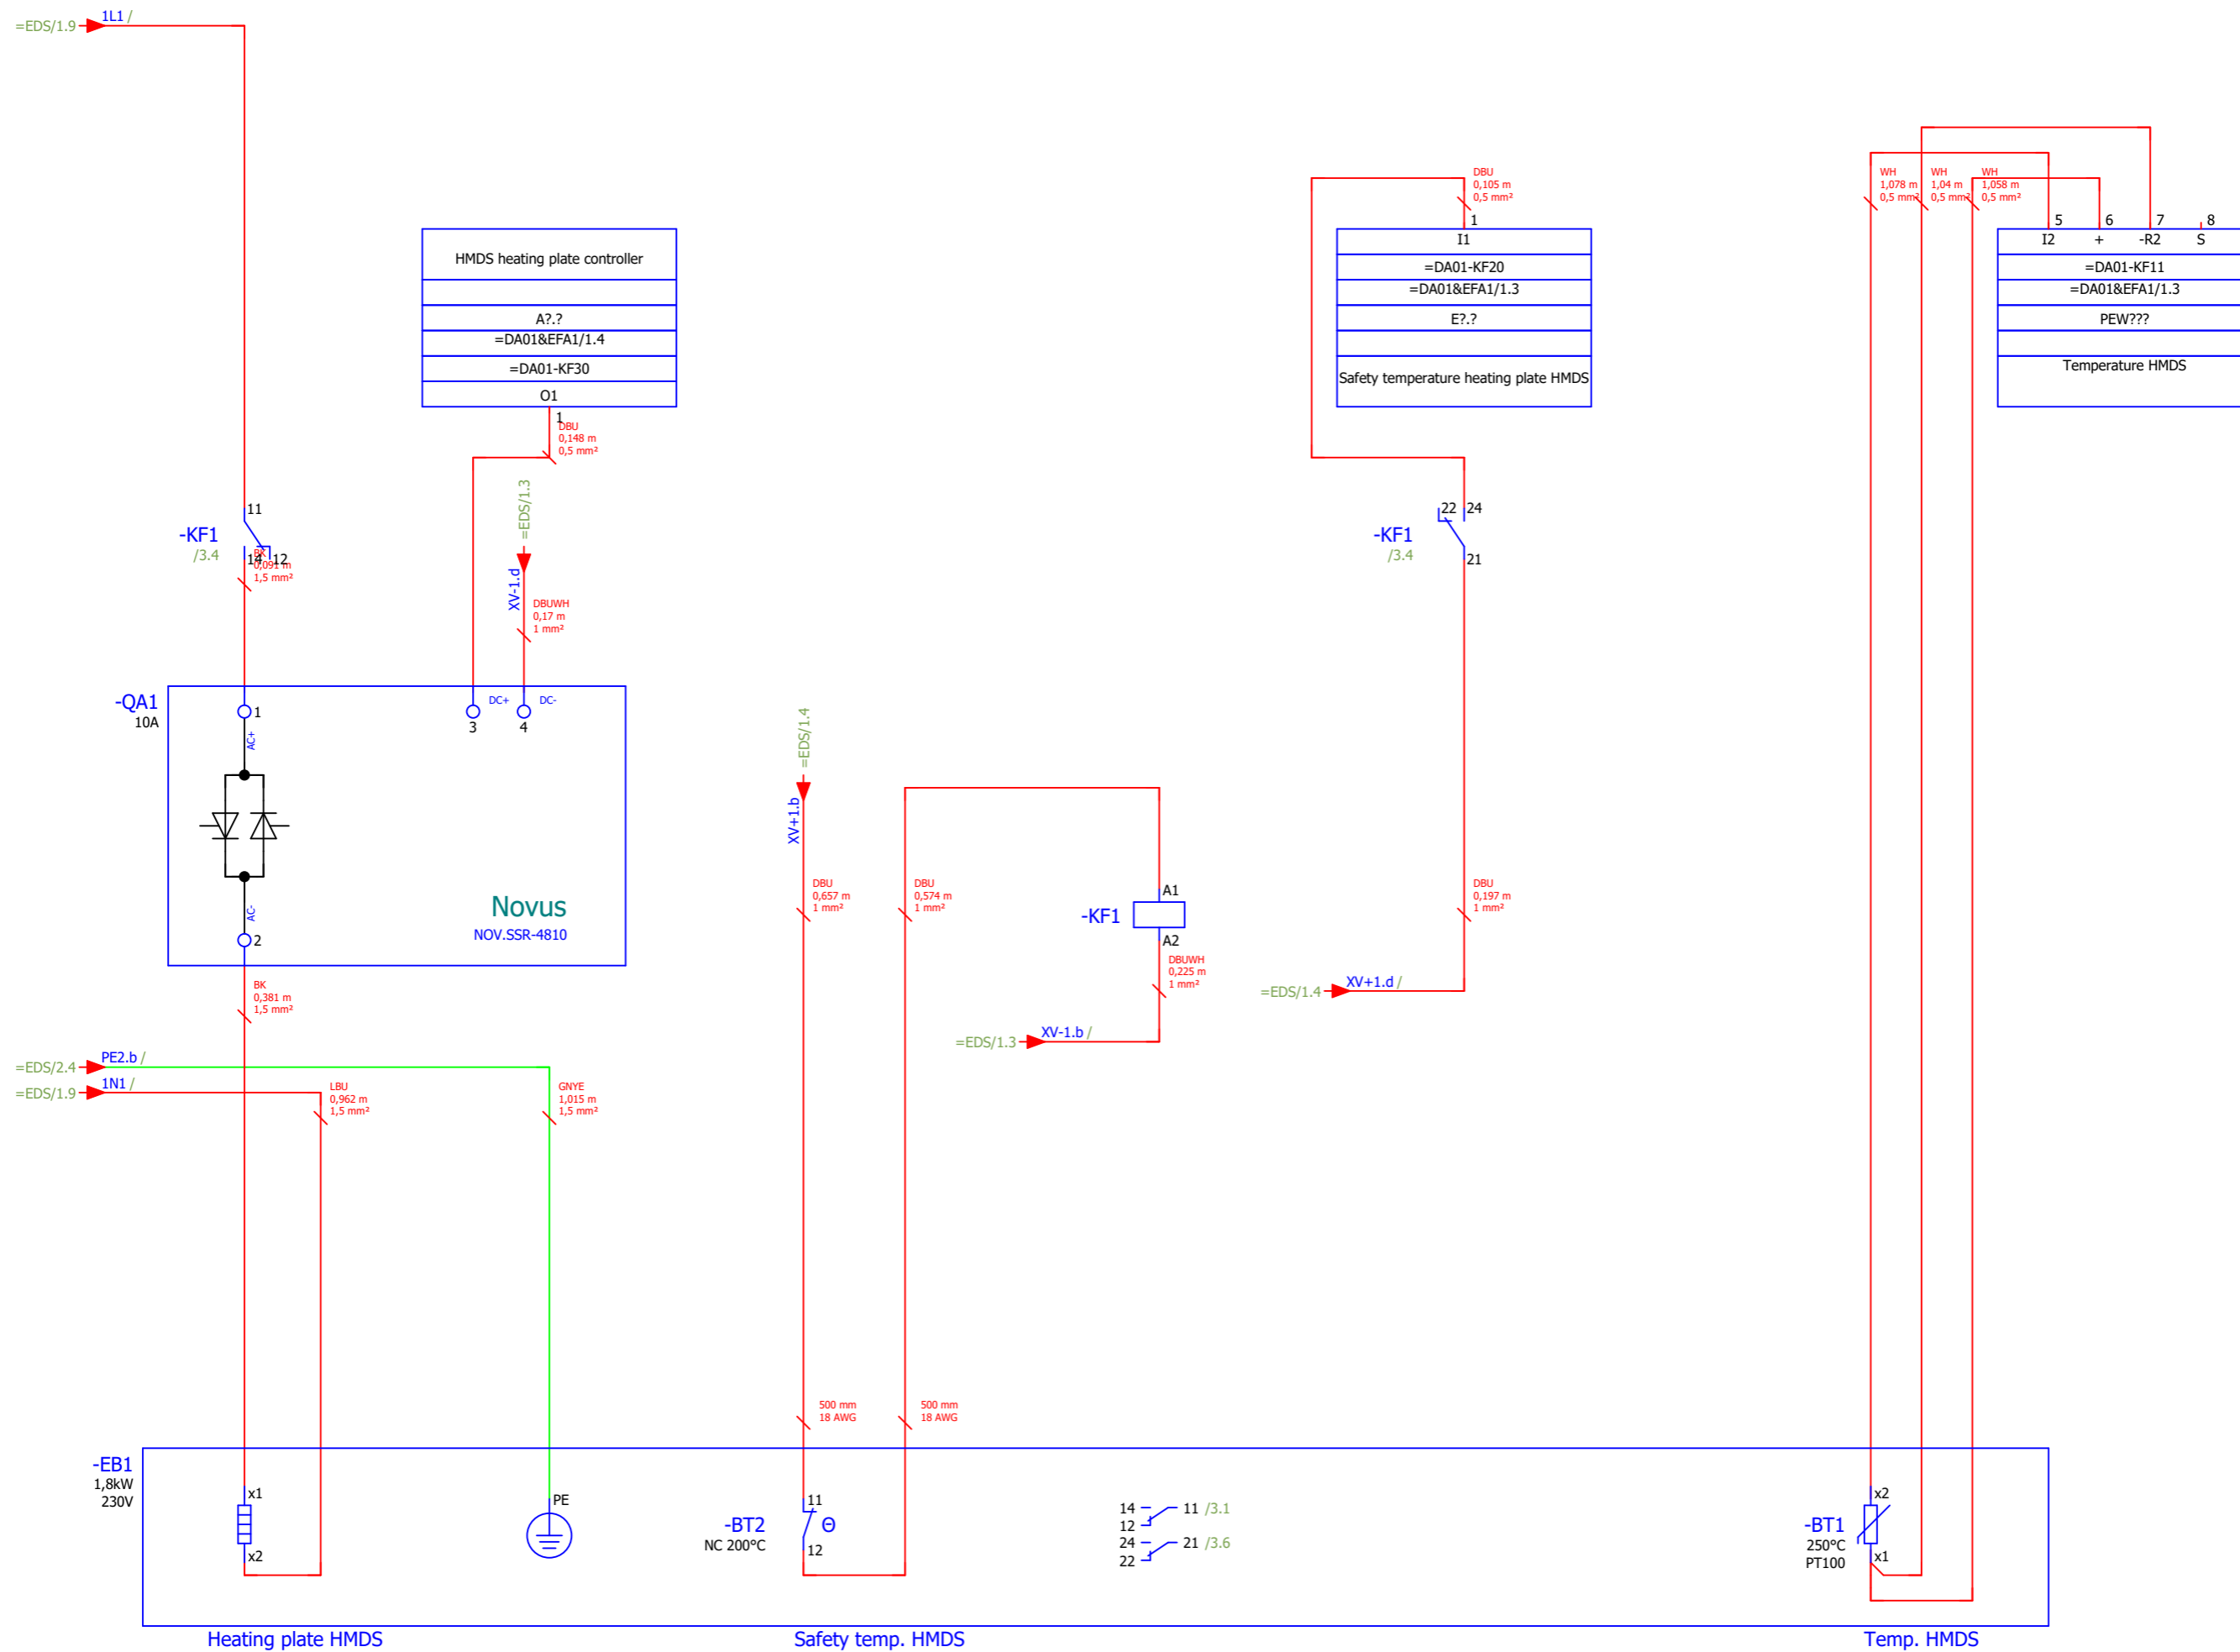 =EDS/1.9
1L1 /
HMDS heating plate controller
A?.?
=DA01&EFA1/1.4
=DA01-KF30
O1
1
DBU
0,148 m
0,5 mm²
=EDS/1.3
XV-1.d
DBUWH
0,17 m
1 mm²
11
-KF1
/3.4
14
12
BK
0,091 m
1,5 mm²
-QA1
10A
1
AC+
3
DC+
4
DC-
AC-
2
Novus
NOV.SSR-4810
BK
0,381 m
1,5 mm²
=EDS/2.4
PE2.b /
=EDS/1.9
1N1 /
LBU
0,962 m
1,5 mm²
GNYE
1,015 m
1,5 mm²
=EDS/1.4
XV+1.b
DBU
0,657 m
1 mm²
DBU
0,574 m
1 mm²
A1
-KF1
A2
DBUWH
0,225 m
1 mm²
=EDS/1.3
XV-1.b /
DBU
0,105 m
0,5 mm²
1
I1
=DA01-KF20
=DA01&EFA1/1.3
E?.?
Safety temperature heating plate HMDS
22
24
-KF1
/3.4
21
DBU
0,197 m
1 mm²
=EDS/1.4
XV+1.d /
WH
1,078 m
0,5 mm²
WH
1,04 m
0,5 mm²
WH
1,058 m
0,5 mm²
5
6
7
8
I2
+
-R2
S
=DA01-KF11
=DA01&EFA1/1.3
PEW???
Temperature HMDS
500 mm
18 AWG
500 mm
18 AWG
-EB1
1,8kW
230V
x1
x2
PE
-BT2
NC 200°C
11
Θ
12
14
11 /3.1
12
24
21 /3.6
22
-BT1
250°C
PT100
x2
x1
Heating plate HMDS
Safety temp. HMDS
Temp. HMDS